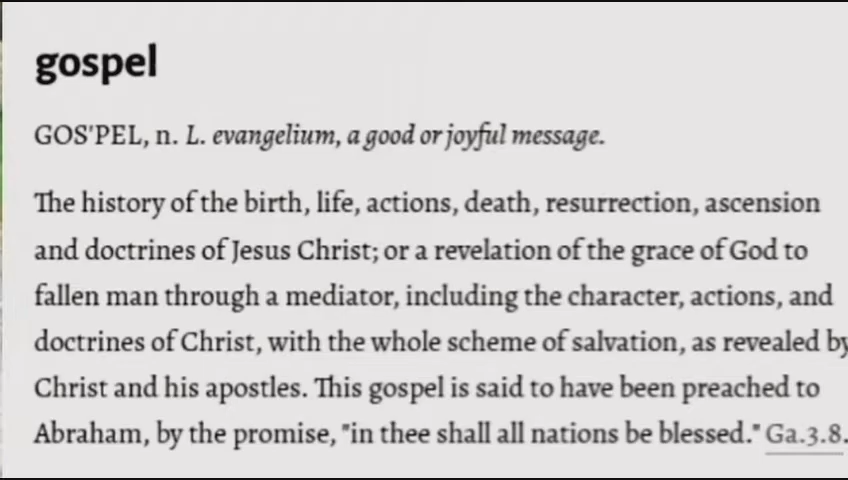 gospel
GOS'PEL, n. L. evangelium, a good or joyful message.
The history of the birth, life, actions, death, resurrection, ascension
and doctrines of Jesus Christ; or a revelation of the grace of God to
fallen man through a mediator, including the character, actions, and
doctrines of Christ, with the whole scheme of salvation, as revealed by
Christ and his apostles. This gospel is said to have been preached to
Abraham, by the promise, "in thee shall all nations be blessed." Ga.3.8.